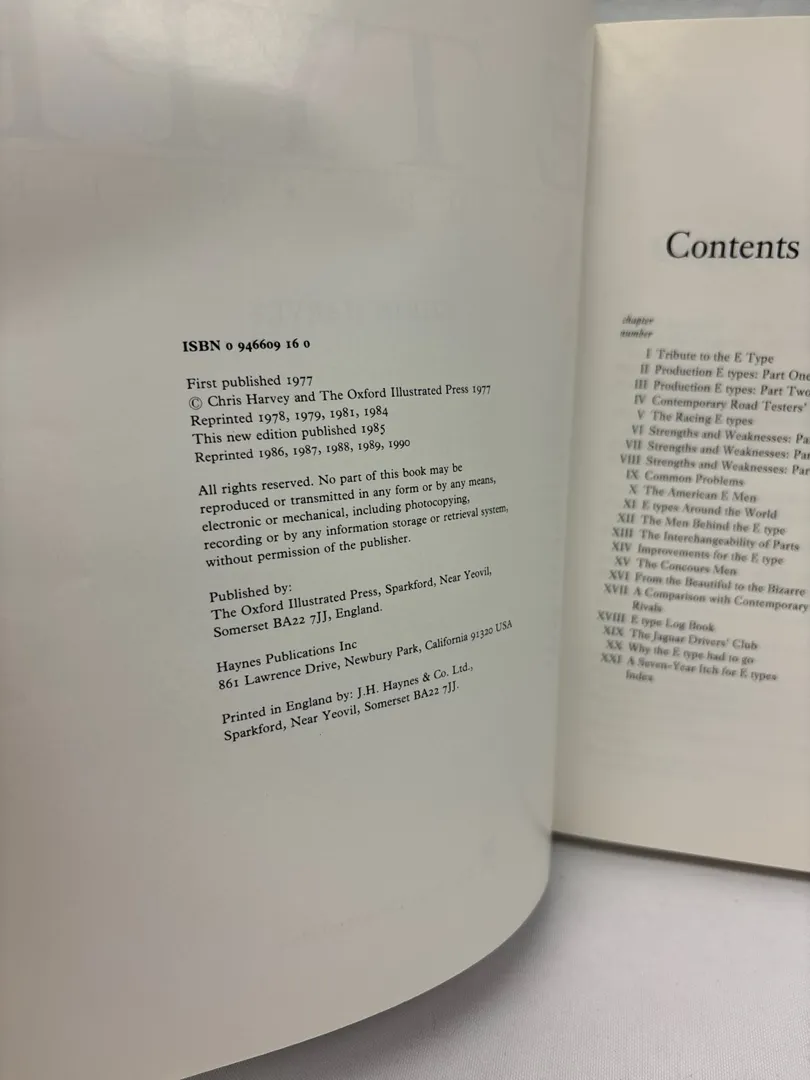 ISBN 0 946609 16 0
First published 1977
© Chris Harvey and The Oxford Illustrated Press 1977
Reprinted 1978, 1979, 1981, 1984
This new edition published 1985
Reprinted 1986, 1987, 1988, 1989, 1990
All rights reserved. No part of this book may be
reproduced or transmitted in any form or by any means,
electronic or mechanical, including photocopying,
recording or by any information storage or retrieval system,
without permission of the publisher.
Published by:
The Oxford Illustrated Press, Sparkford, Near Yeovil,
Somerset BA22 7JJ, England.
Haynes Publications Inc
861 Lawrence Drive, Newbury Park, California 91320 USA
Printed in England by: J.H. Haynes & Co. Ltd.,
Sparkford, Near Yeovil, Somerset BA22 7JJ.
Contents
chapter
number
I Tribute to the E Type
II Production E types: Part One
III Production E types: Part Two
IV Contemporary Road Testers'
V The Racing E types
VI Strengths and Weaknesses: Pa
VII Strengths and Weaknesses: Par
VIII Strengths and Weaknesses: Par
IX Common Problems
X The American E Men
XI E types Around the World
XII The Men Behind the E type
XIII The Interchangeability of Parts
XIV Improvements for the E type
XV The Concours Men
XVI From the Beautiful to the Bizarre
XVII A Comparison with Contemporary
Rivals
XVIII E type Log Book
XIX The Jaguar Drivers' Club
XX Why the E type had to go
XXI A Seven-Year Itch for E types
Index